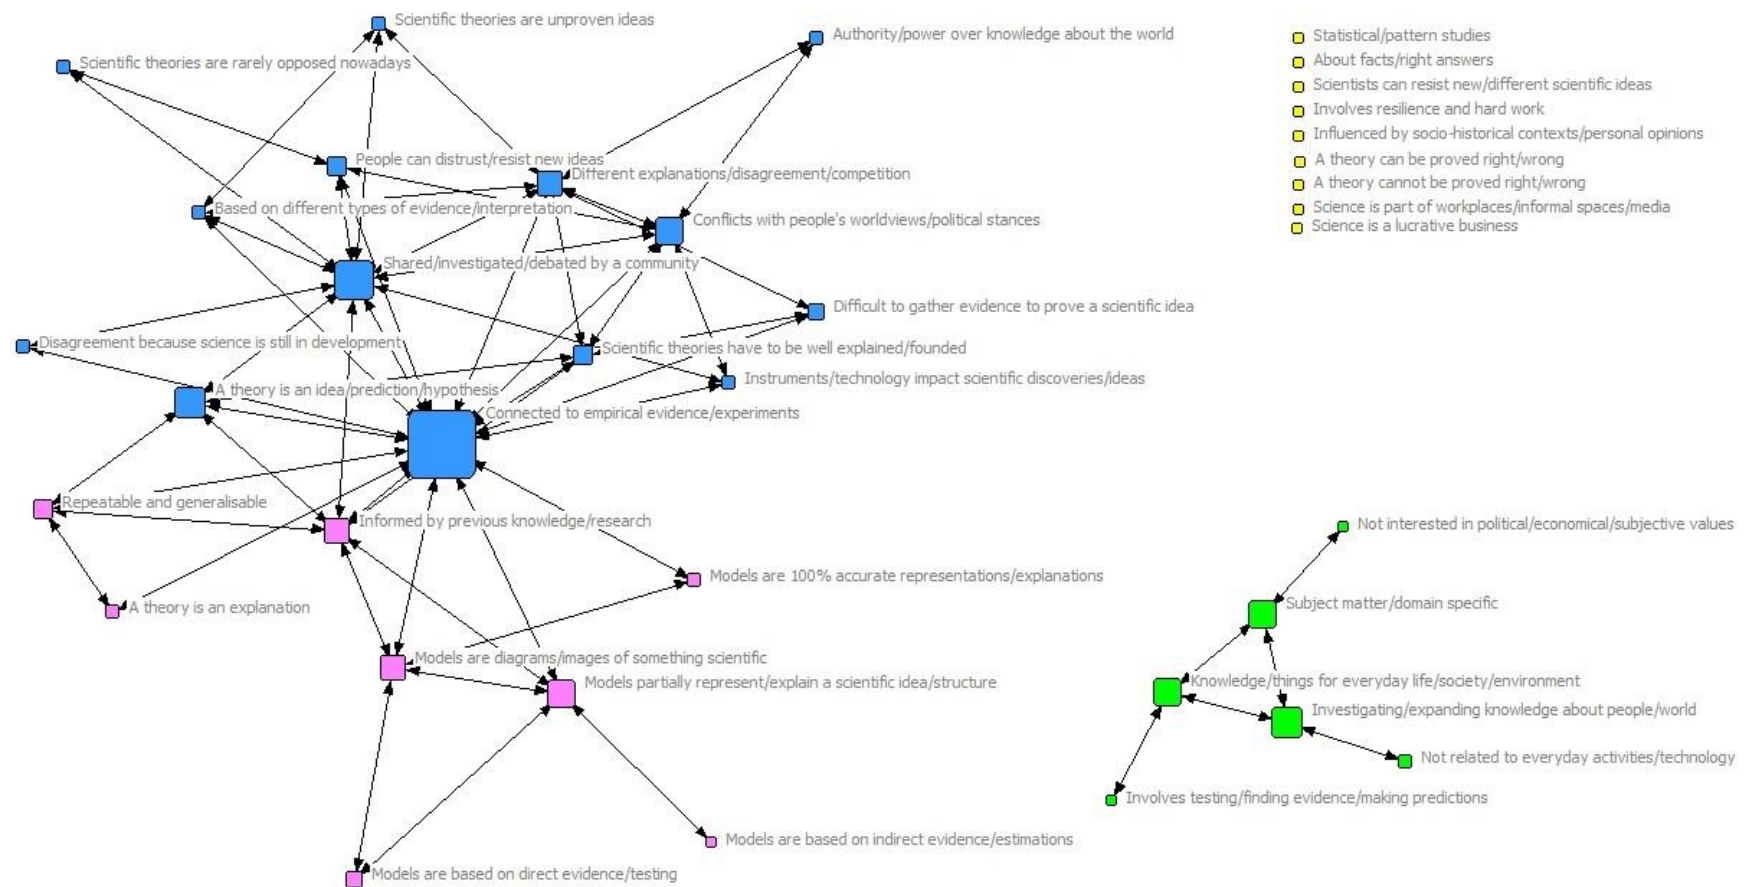 Scientific theories are unproven ideas
Authority/power over knowledge about the world
Scientific theories are rarely opposed nowadays
People can distrust/resist new ideas
Different explanations/disagreement/competition
Based on different types of evidence/interpretation
Conflicts with people's worldviews/political stances
Shared/investigated/debated by a community
Difficult to gather evidence to prove a scientific idea
Disagreement because science is still in development
Scientific theories have to be well explained/founded
Instruments/technology impact scientific discoveries/ideas
A theory is an idea/prediction/hypothesis
Connected to empirical evidence/experiments
Repeatable and generalisable
Informed by previous knowledge/research
Models are 100% accurate representations/explanations
A theory is an explanation
Models are diagrams/images of something scientific
Models partially represent/explain a scientific idea/structure
Models are based on indirect evidence/estimations
Models are based on direct evidence/testing
Statistical/pattern studies
About facts/right answers
Scientists can resist new/different scientific ideas
Involves resilience and hard work
Influenced by socio-historical contexts/personal opinions
A theory can be proved right/wrong
A theory cannot be proved right/wrong
Science is part of workplaces/informal spaces/media
Science is a lucrative business
Not interested in political/economical/subjective values
Subject matter/domain specific
Knowledge/things for everyday life/society/environment
Investigating/expanding knowledge about people/world
Not related to everyday activities/technology
Involves testing/finding evidence/making predictions